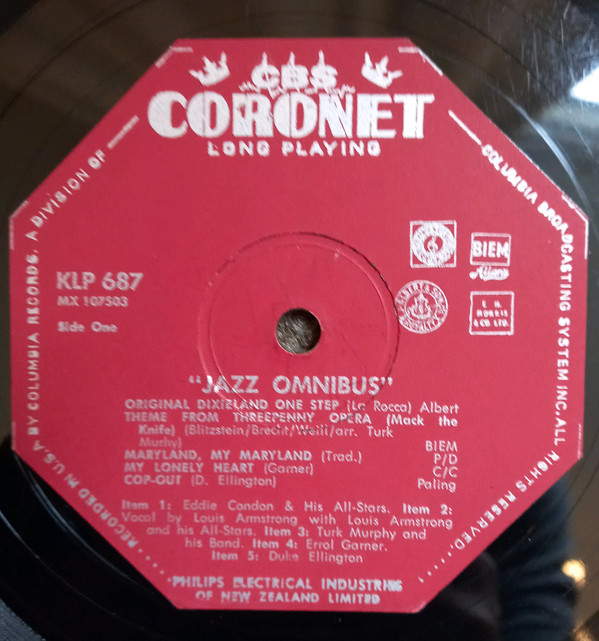 CBS
CORONET
LONG PLAYING
RECORDED IN U.S.A BY COLUMBIA RECORDS, A DIVISION OF
COLUMBIA BROADCASTING SYSTEM INC. ALL RIGHTS RESERVED
KLP 687
MX 107503
Side One
BIEM
"JAZZ OMNIBUS"
ORIGINAL DIXIELAND ONE STEP (La Rocca) Albert
THEME FROM THREEPENNY OPERA (Mack the
Knife) (Blitzstein/Brecht/Weill/arr. Turk
Murhy) BIEM
MARYLAND, MY MARYLAND (Trad.) P/D
MY LONELY HEART (Garner) C/C
COP-OUT (D. Ellington) Paling
Item 1: Eddie Condon & His All-Stars. Item 2:
Vocal by Louis Armstrong with Louis Armstrong
and his All-Stars. Item 3: Turk Murphy and
his Band. Item 4: Errol Garner.
Item 5: Duke Ellington
PHILIPS ELECTRICAL INDUSTRIES
OF NEW ZEALAND LIMITED